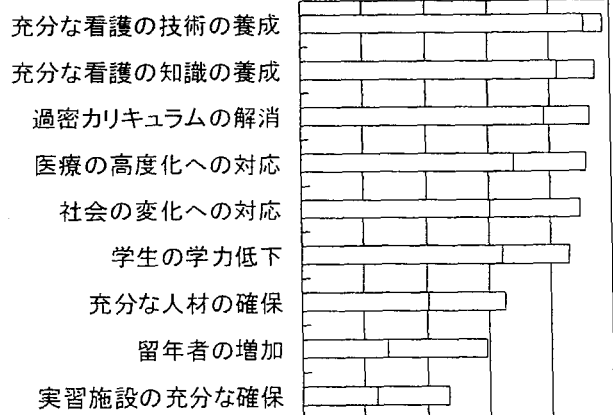 充分な看護の技術の養成
充分な看護の知識の養成
過密カリキュラムの解消
医療の高度化への対応
社会の変化への対応
学生の学力低下
充分な人材の確保
留年者の増加
実習施設の充分な確保